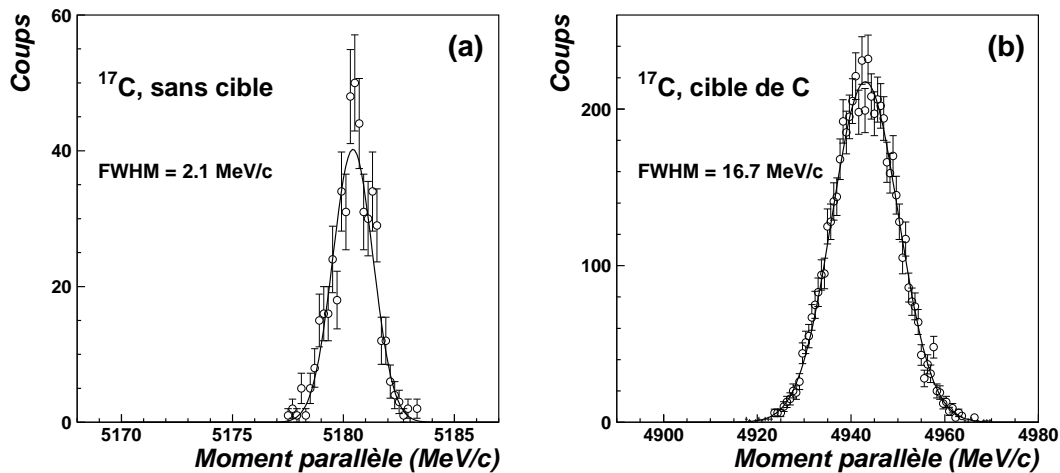 Coups
60
40
20
0
(a)
¹⁷C, sans cible
FWHM = 2.1 MeV/c
5170
5175
5180
5185
Moment parallèle (MeV/c)
Coups
200
100
0
(b)
¹⁷C, cible de C
FWHM = 16.7 MeV/c
4900
4920
4940
4960
4980
Moment parallèle (MeV/c)